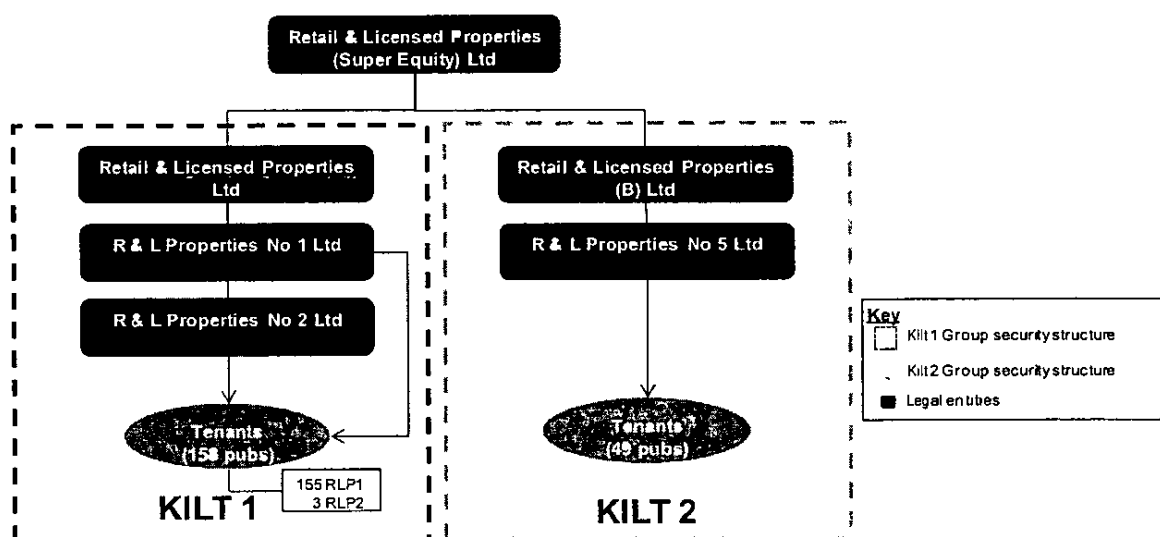 Retail & Licensed Properties
(Super Equity) Ltd
Retail & Licensed Properties
Ltd
R & L Properties No 1 Ltd
R & L Properties No 2 Ltd
Tenants
(158 pubs)
155 RLP1
3 RLP2
KILT 1
Retail & Licensed Properties
(B) Ltd
R & L Properties No 5 Ltd
Tenants
(49 pubs)
KILT 2
Key
Kilt 1 Group security structure
Kilt 2 Group security structure
Legal entities